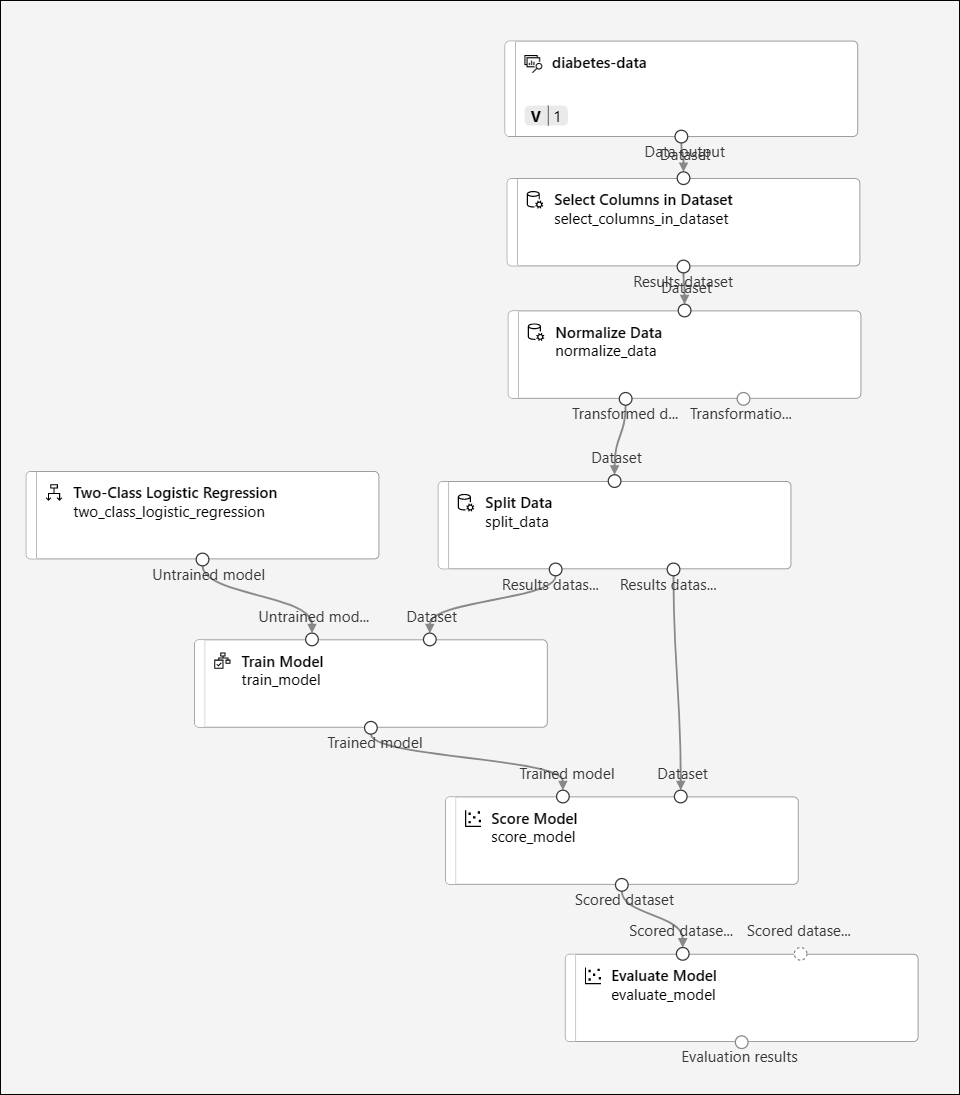 diabetes-data
V 1
Data output
Dataset
Select Columns in Dataset
select_columns_in_dataset
Results dataset
Dataset
Normalize Data
normalize_data
Transformed d... Transformatio...
Dataset
Two-Class Logistic Regression
two_class_logistic_regression
Untrained model
Split Data
split_data
Results datas... Results datas...
Untrained mod... Dataset
Train Model
train_model
Trained model
Trained model Dataset
Score Model
score_model
Scored dataset
Scored datase... Scored datase...
Evaluate Model
evaluate_model
Evaluation results